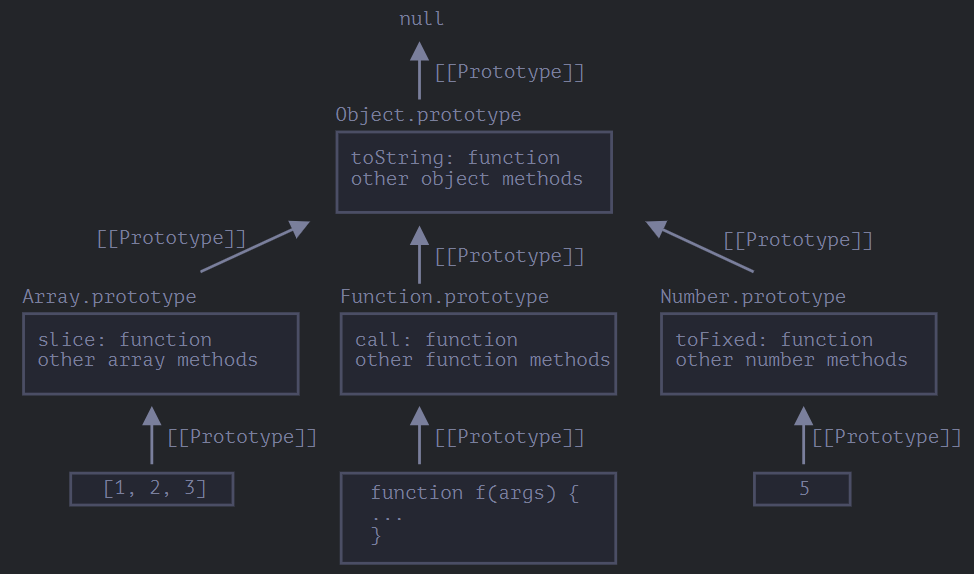 null
[[Prototype]]
Object.prototype
toString: function
other object methods
[[Prototype]]
[[Prototype]]
[[Prototype]]
Array.prototype
slice: function
other array methods
Function.prototype
call: function
other function methods
Number.prototype
toFixed: function
other number methods
[[Prototype]]
[[Prototype]]
[[Prototype]]
[1, 2, 3]
function f(args) {
...
}
5